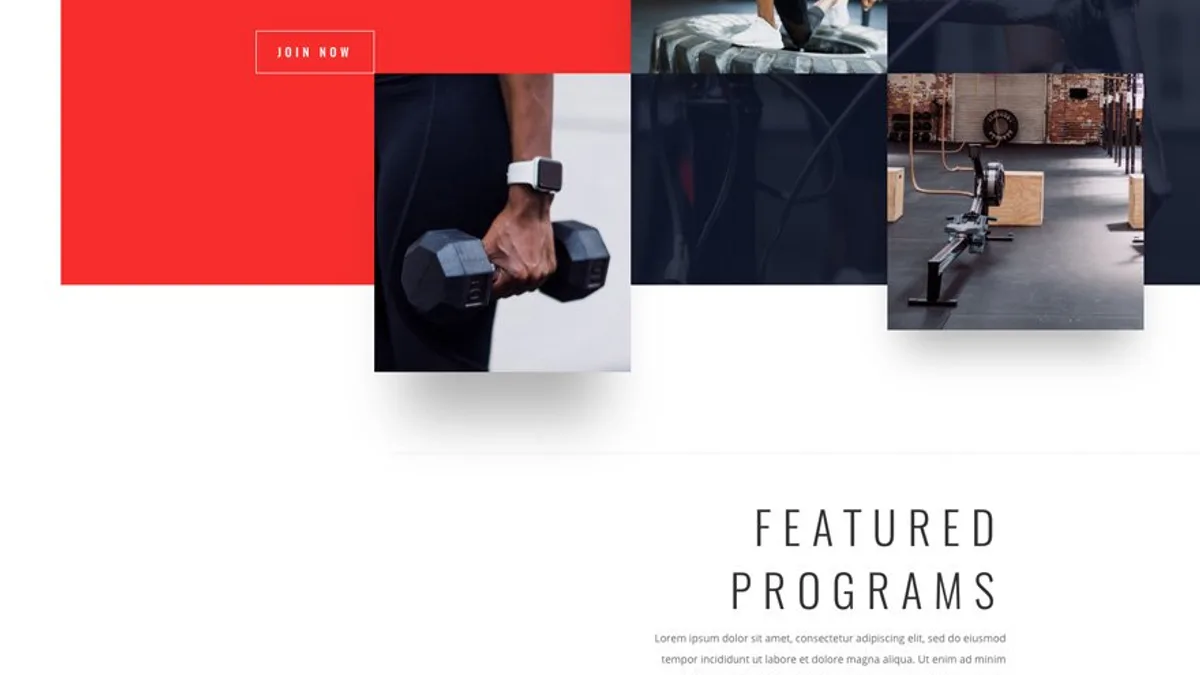 JOIN NOW
FEATURED
PROGRAMS
Lorem ipsum dolor sit amet, consectetur adipiscing elit, sed do eiusmod
tempor incididunt ut labore et dolore magna aliqua. Ut enim ad minim